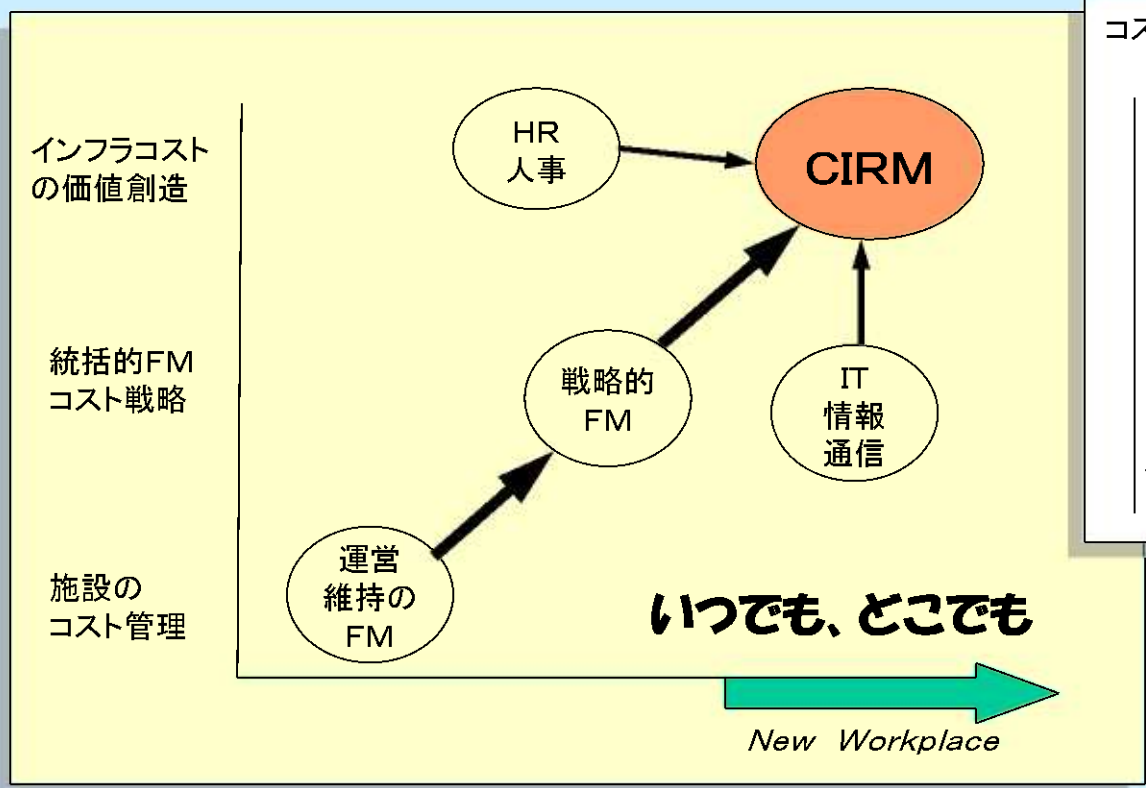 コス
インフラコスト
の価値創造
HR
人事
CIRM
統括的FM
コスト戦略
戦略的
FM
IT
情報
通信
施設の
コスト管理
運営
維持の
FM
いつでも、どこでも
New Workplace